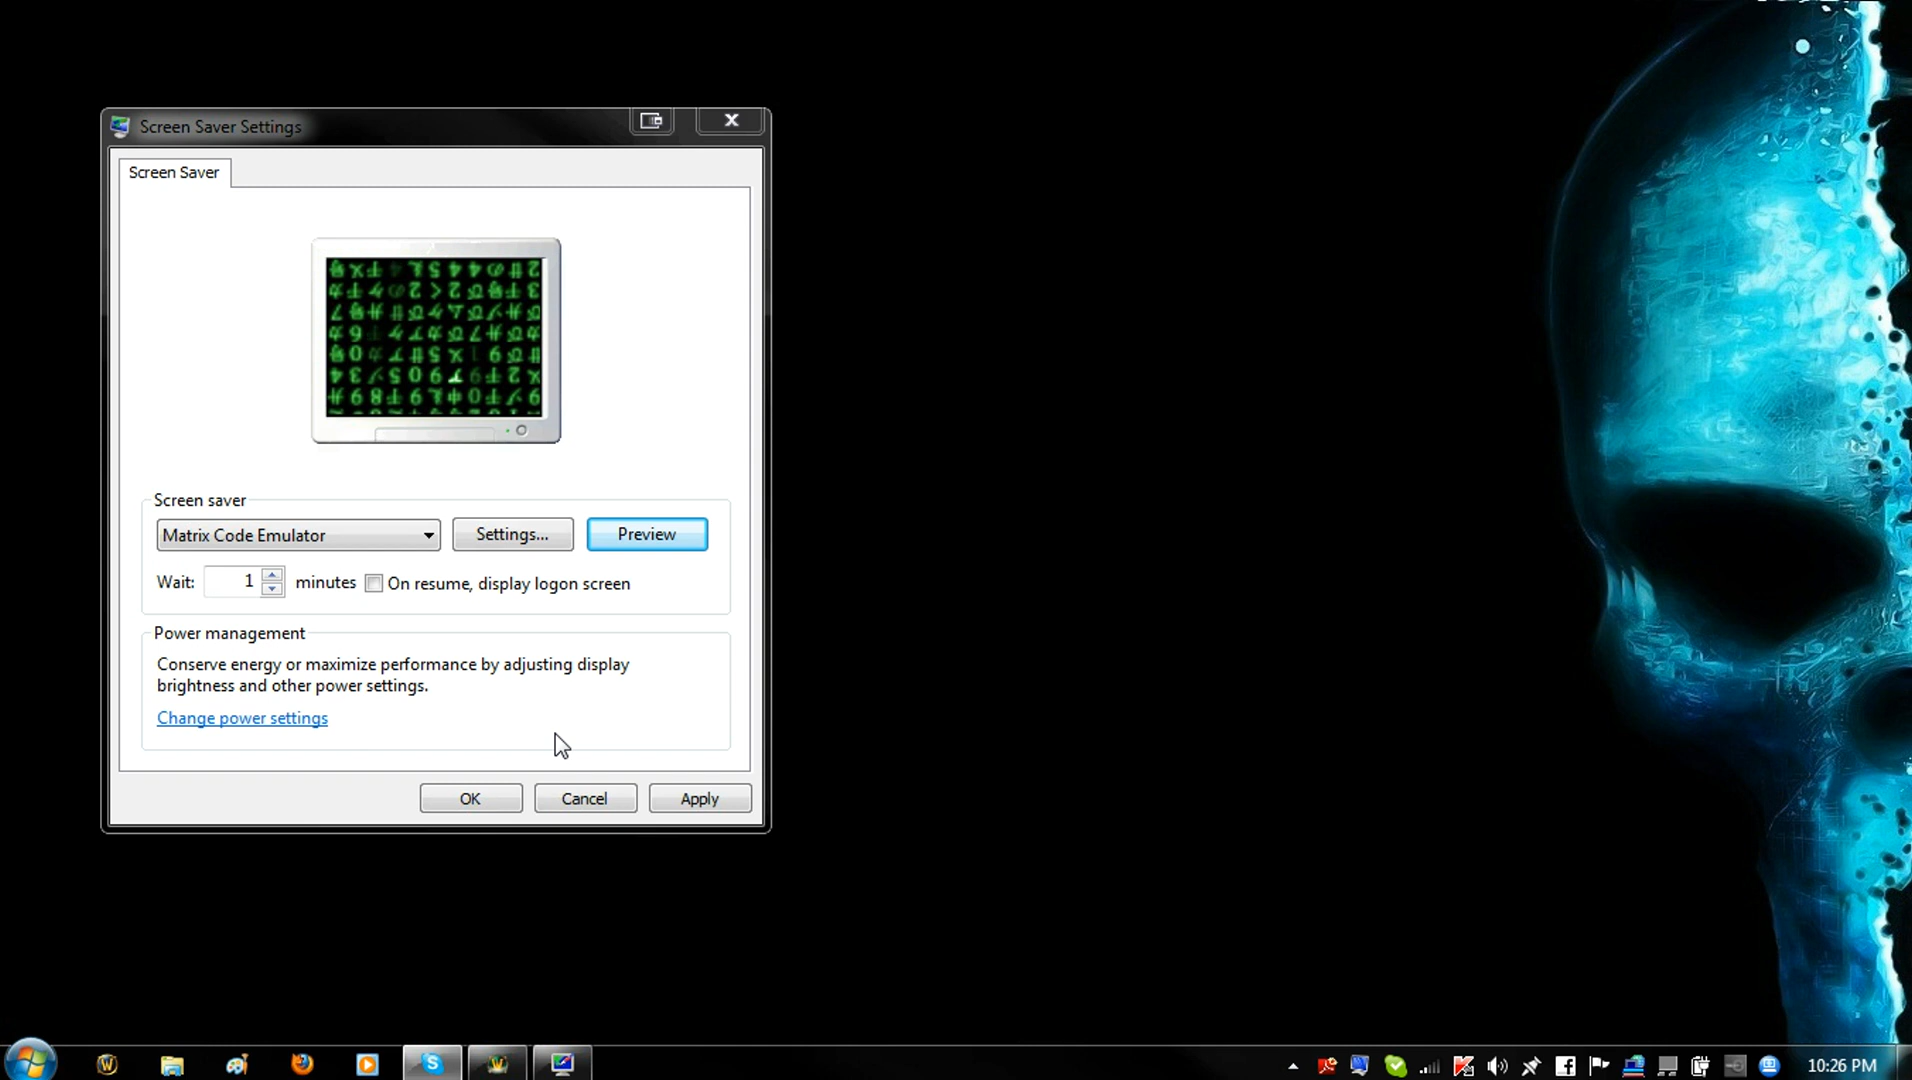 Screen Saver Settings
Screen Saver
Screen saver
Matrix Code Emulator
Settings...
Preview
Wait: 1 minutes On resume, display logon screen
Power management
Conserve energy or maximize performance by adjusting display
brightness and other power settings.
Change power settings
OK Cancel Apply
10:26 PM